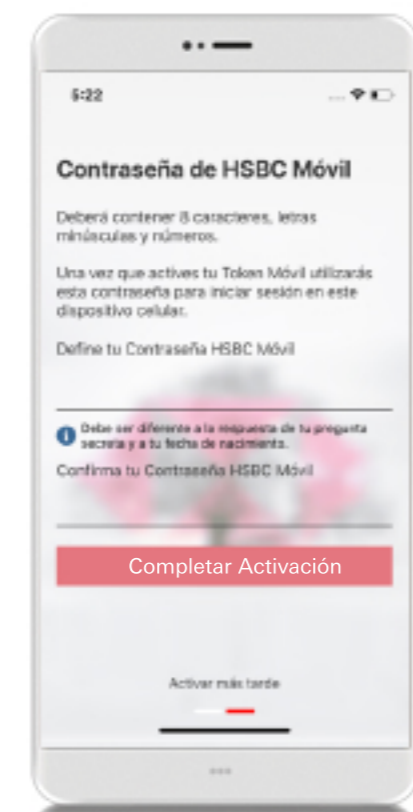 5:22
Contraseña de HSBC Móvil
Deberá contener 8 caracteres, letras
minúsculas y números.
Una vez que actives tu Token Móvil utilizarás
esta contraseña para iniciar sesión en este
dispositivo celular.
Define tu Contraseña HSBC Móvil
Debe ser diferente a la respuesta de tu pregunta
secreta y a tu fecha de nacimiento.
Confirma tu Contraseña HSBC Móvil
Completar Activación
Activar más tarde